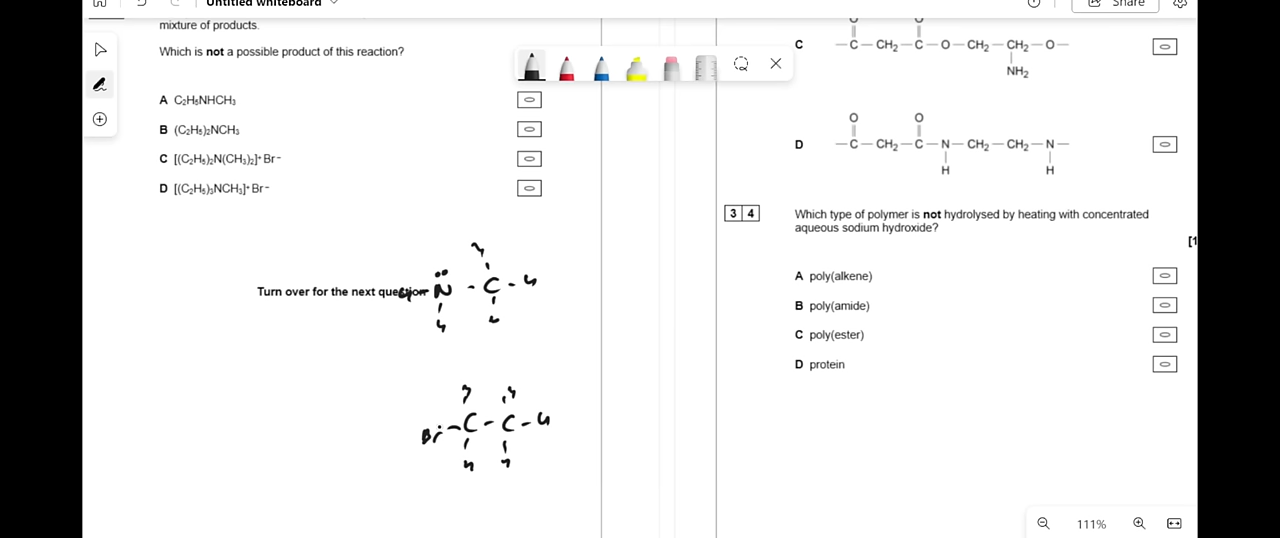 Untitled whiteboard
Share
mixture of products.
Which is not a possible product of this reaction?
A C₂H₅NHCH₃
B (C₂H₅)₂NCH₃
C [(C₂H₅)₂N(CH₃)₂]⁺Br⁻
D [(C₂H₅)₃NCH₃]⁺Br⁻
Turn over for the next question
N - C - H
H
Br - C - C - H
H H
O O
C —C—CH₂—C—O—CH₂—CH₂—O—
NH₂
O O
D —C—CH₂—C—N—CH₂—CH₂—N—
H H
3 4 Which type of polymer is not hydrolysed by heating with concentrated
aqueous sodium hydroxide?
[1
A poly(alkene)
B poly(amide)
C poly(ester)
D protein
111%